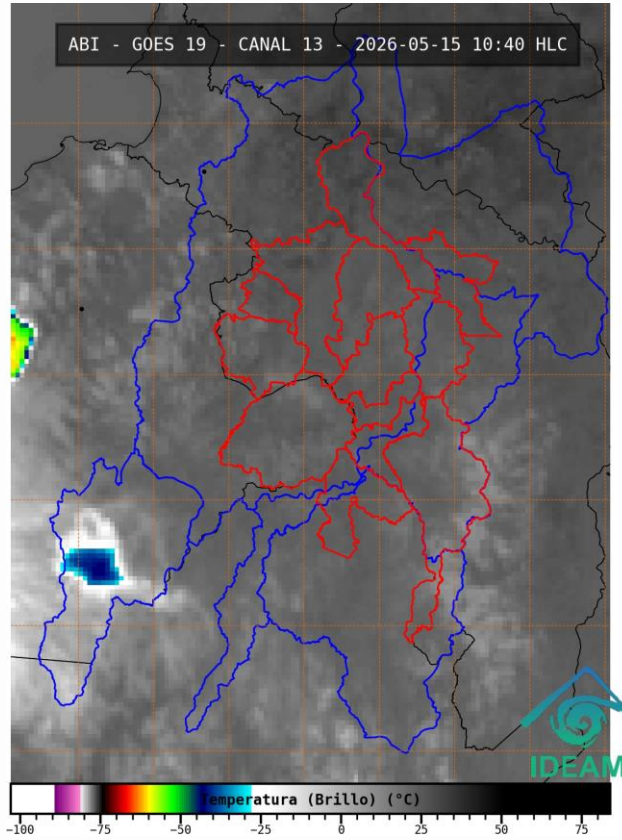 ABI - GOES 19 - CANAL 13 - 2026-05-15 10:40 HLC
IDEAM
Temperatura (Brillo) (°C)
−100 −75 −50 −25 0 25 50 75